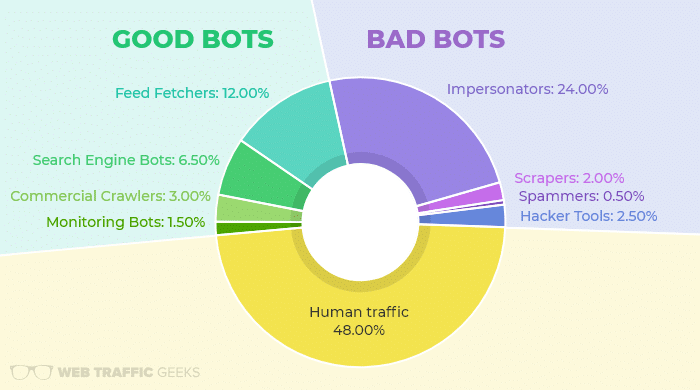 GOOD BOTS
BAD BOTS
Feed Fetchers: 12.00%
Impersonators: 24.00%
Search Engine Bots: 6.50%
Scrapers: 2.00%
Commercial Crawlers: 3.00%
Spammers: 0.50%
Monitoring Bots: 1.50%
Hacker Tools: 2.50%
Human traffic
48.00%
WEB TRAFFIC GEEKS